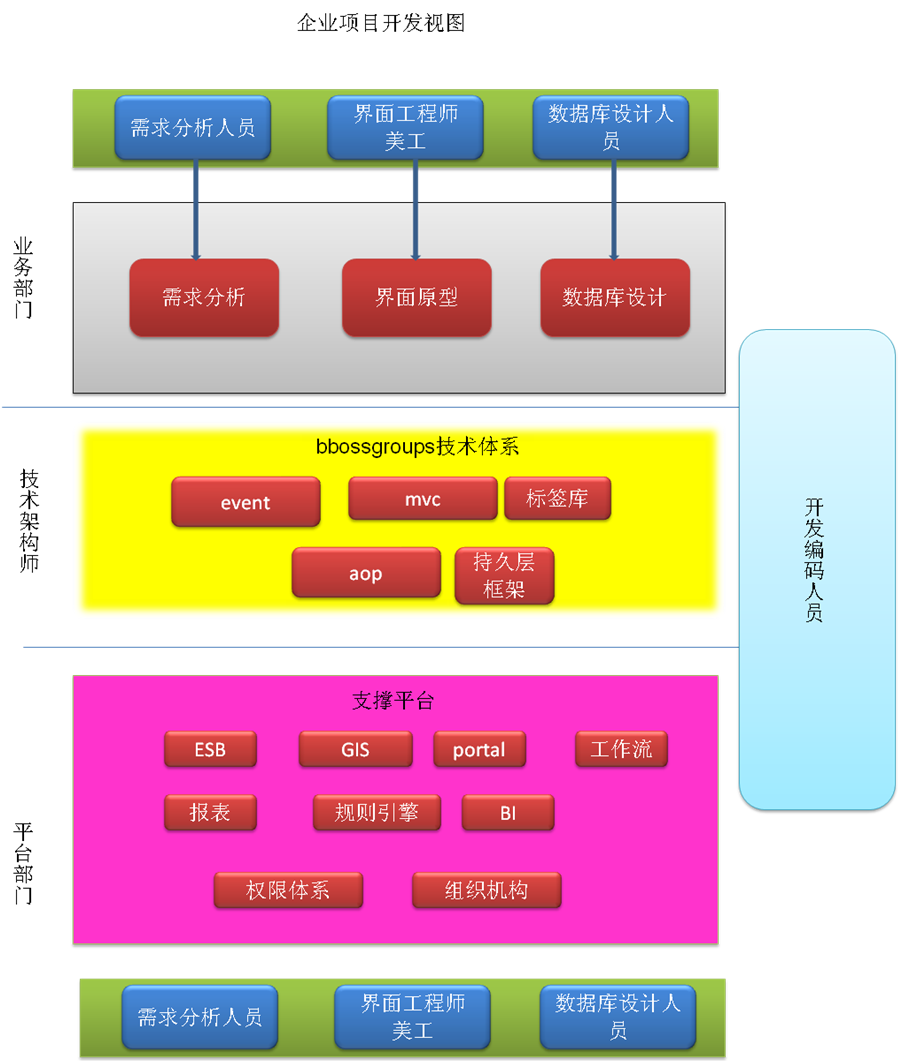 企业项目开发视图
需求分析人员
界面工程师
美工
数据库设计人
员
业务部门
需求分析
界面原型
数据库设计
技术架构师
bbossgroups技术体系
event
mvc
标签库
aop
持久层
框架
开发编码人员
平台部门
支撑平台
ESB
GIS
portal
工作流
报表
规则引擎
BI
权限体系
组织机构
需求分析人员
界面工程师
美工
数据库设计人
员